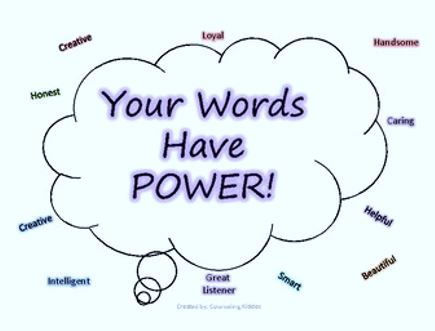 Creative
Loyal
Handsome
Honest
Your Words
Have
POWER!
Caring
Creative
Helpful
Intelligent
Great
Listener
Smart
Beautiful
Created by: Counseling Kiddos